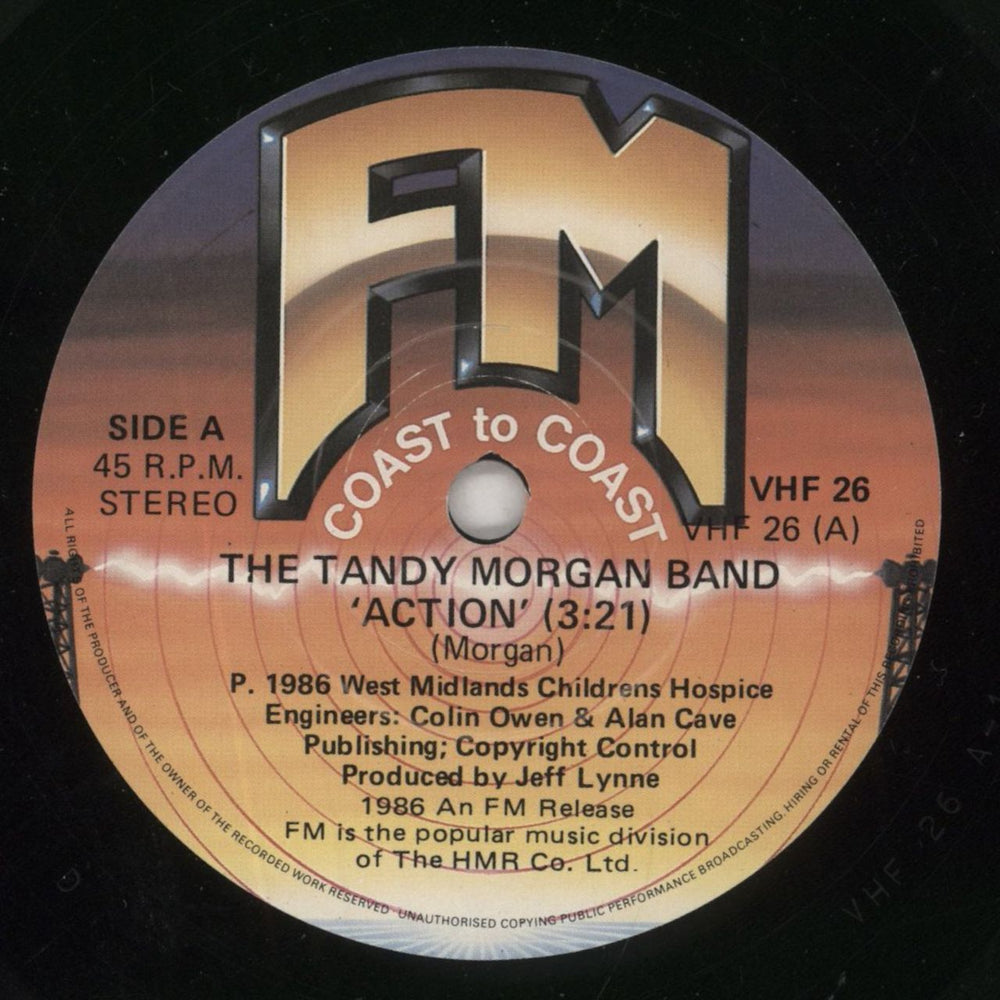 FM
COAST to COAST
SIDE A
45 R.P.M.
STEREO
VHF 26
VHF 26 (A)
THE TANDY MORGAN BAND
‘ACTION’ (3:21)
(Morgan)
P. 1986 West Midlands Childrens Hospice
Engineers: Colin Owen & Alan Cave
Publishing; Copyright Control
Produced by Jeff Lynne
1986 An FM Release
FM is the popular music division
of The HMR Co. Ltd.
ALL RIGHTS OF THE PRODUCER AND OF THE OWNER OF THE RECORDED WORK RESERVED UNAUTHORISED COPYING PUBLIC PERFORMANCE BROADCASTING, HIRING OR RENTAL OF THIS RECORDING PROHIBITED
VHF 26 A-1